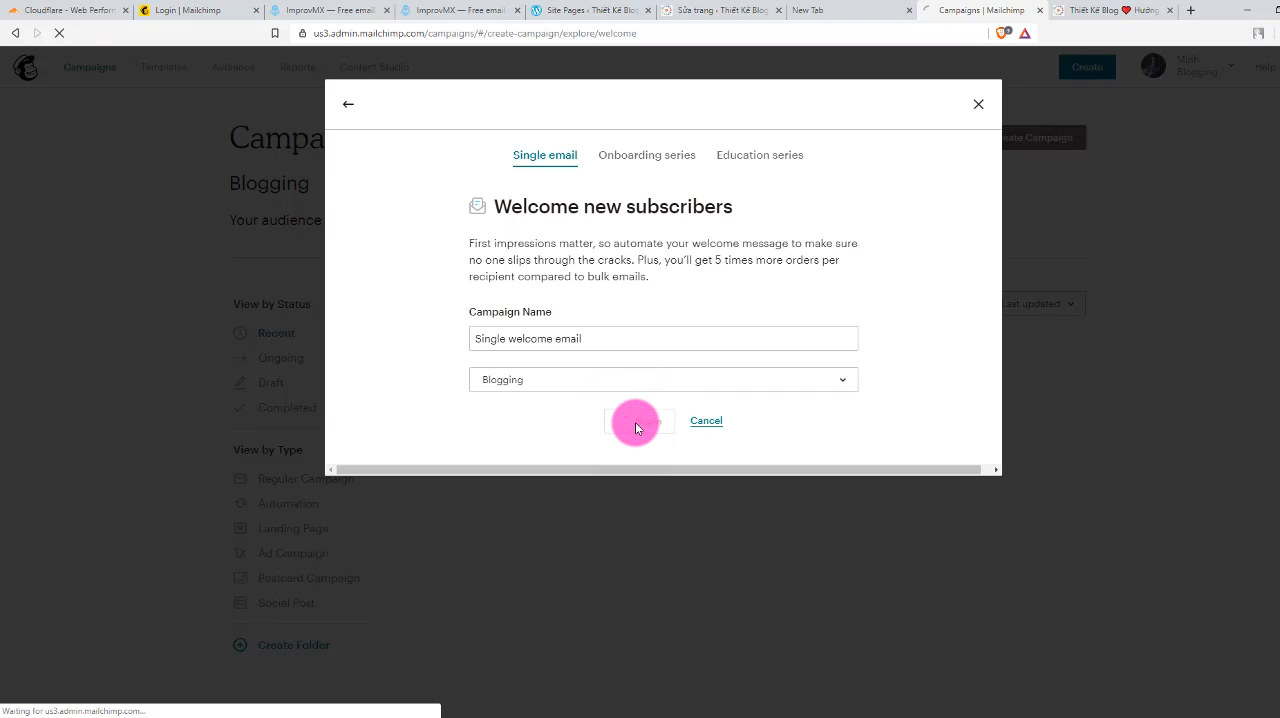 Cloudflare - Web Perform
Login | Mailchimp
ImprovMX — Free email
ImprovMX — Free email
Site Pages ‹ Thiết Kế Blog
Sửa trang ‹ Thiết Kế Blog
New Tab
Campaigns | Mailchimp
Thiết Kế Blog ❤️ Hướng
us3.admin.mailchimp.com/campaigns/#/create-campaign/explore/welcome
Campaigns
Templates
Audience
Reports
Content Studio
Create
Minh
Blogging
Help
Campa
eate Campaign
Blogging
Your audience
Single email
Onboarding series
Education series
Welcome new subscribers
First impressions matter, so automate your welcome message to make sure
no one slips through the cracks. Plus, you'll get 5 times more orders per
recipient compared to bulk emails.
Campaign Name
Single welcome email
Blogging
Cancel
View by Status
Last updated
Recent
Ongoing
Draft
Completed
View by Type
Regular Campaign
Automation
Landing Page
Ad Campaign
Postcard Campaign
Social Post
Create Folder
Waiting for us3.admin.mailchimp.com...